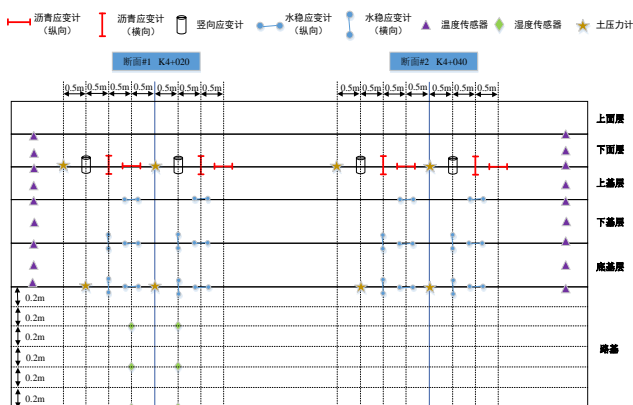 沥青应变计
(纵向)
沥青应变计
(横向)
竖向应变计
水稳应变计
(纵向)
水稳应变计
(横向)
温度传感器
湿度传感器
土压力计
断面#1 K4+020
断面#2 K4+040
0.5m 0.5m 0.5m 0.5m 0.5m 0.5m 0.5m
0.5m 0.5m 0.5m 0.5m 0.5m 0.5m 0.5m
上面层
下面层
上基层
下基层
底基层
路基
0.2m
0.2m
0.2m
0.2m
0.2m
0.2m